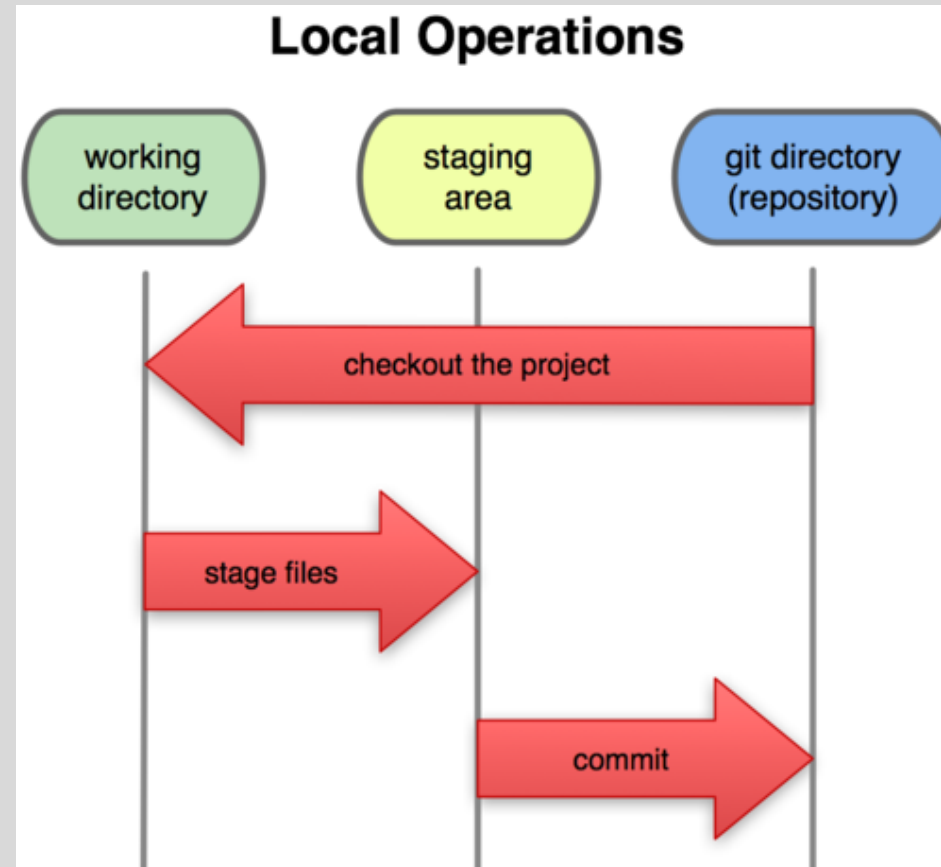 Local Operations
working
directory
staging
area
git directory
(repository)
checkout the project
stage files
commit